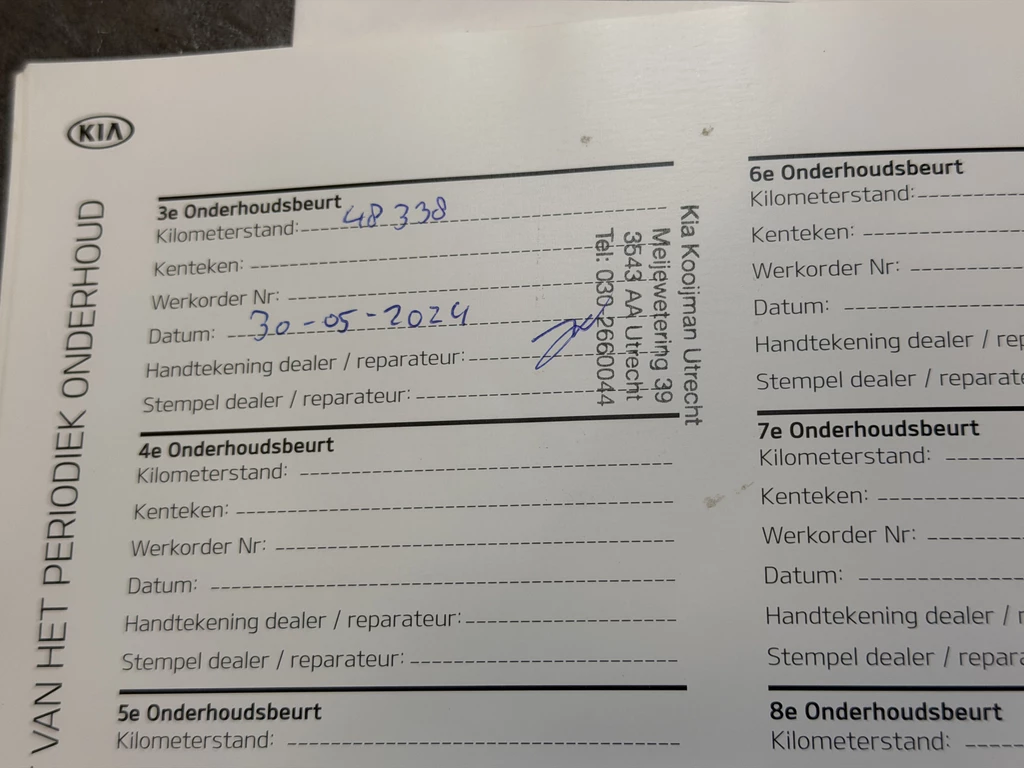 KIA
VAN HET PERIODIEK ONDERHOUD
3e Onderhoudsbeurt
Kilometerstand: 48 338
Kenteken:
Werkorder Nr:
Datum: 30-05-2024
Handtekening dealer / reparateur:
Stempel dealer / reparateur:
Kia Kooijman Utrecht
Meijewetering 39
3543 AA Utrecht
Tel: 030-2660044
4e Onderhoudsbeurt
Kilometerstand:
Kenteken:
Werkorder Nr:
Datum:
Handtekening dealer / reparateur:
Stempel dealer / reparateur:
5e Onderhoudsbeurt
Kilometerstand:
6e Onderhoudsbeurt
Kilometerstand:
Kenteken:
Werkorder Nr:
Datum:
Handtekening dealer / rep
Stempel dealer / reparate
7e Onderhoudsbeurt
Kilometerstand:
Kenteken:
Werkorder Nr:
Datum:
Handtekening dealer / r
Stempel dealer / repara
8e Onderhoudsbeurt
Kilometerstand: